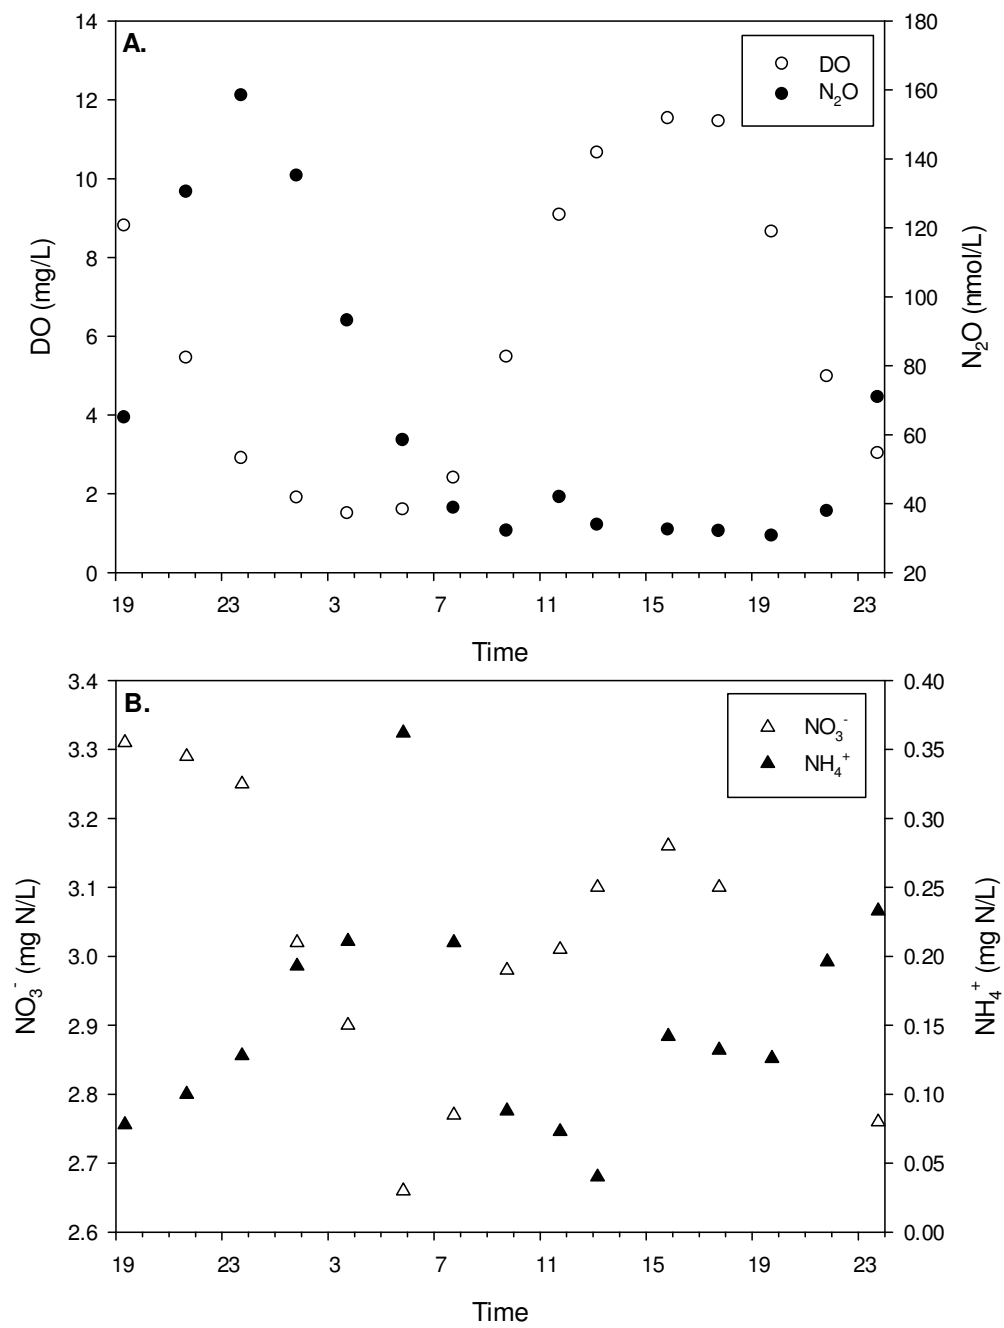 A.
DO
N₂O
14
12
10
8
6
4
2
0
DO (mg/L)
180
160
140
120
100
80
60
40
20
N₂O (nmol/L)
19 23 3 7 11 15 19 23
Time
B.
NO₃⁻
NH₄⁺
3.4
3.3
3.2
3.1
3.0
2.9
2.8
2.7
2.6
NO₃⁻ (mg N/L)
0.40
0.35
0.30
0.25
0.20
0.15
0.10
0.05
0.00
NH₄⁺ (mg N/L)
19 23 3 7 11 15 19 23
Time